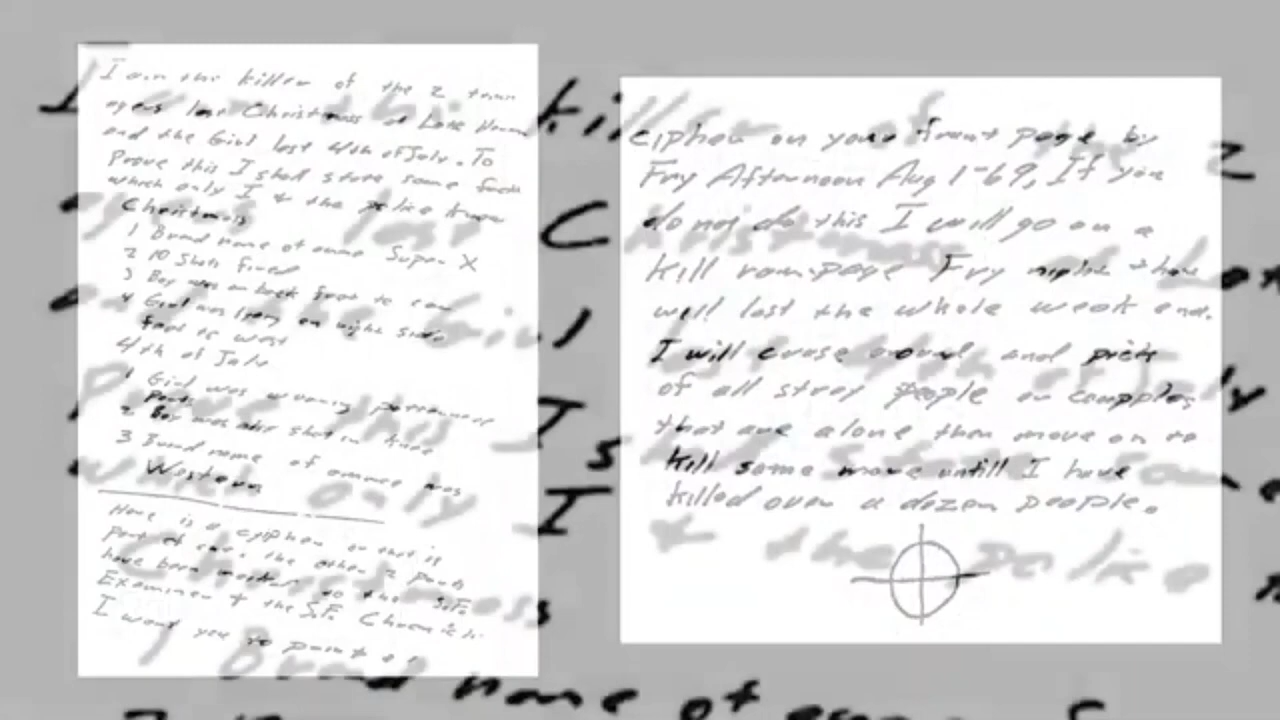 I am the killer of the 2 teen
agers last Christmass at Lake Herman
and the Girl last 4th of July. To
Prove this I shall state some facts
which only I + the police know
Christmass
1 Brand name of ammo Super X
2 10 Shots fired
3 Boy was on back feet to car
4 Girl was lyeng on right side
feet to west
4th of July
1 Girl was wearing patterned
Pants
2 Boy was also shot in knee
3 Brand name of ammo was
Western
Here is a cyipher or that is
part of one. the other 2 parts
have been mailed to the S.F.
Examiner + the S.F. Chronicle
I want you to print
cipher on your front page by
Fry Afternoon Aug 1-69, If you
do not do this I will go on a
kill rampage Fry night that
will last the whole week end.
I will cruse around and pick
of all stray people or coupples
that are alone then move on to
kill some more untill I have
killed over a dozen people.